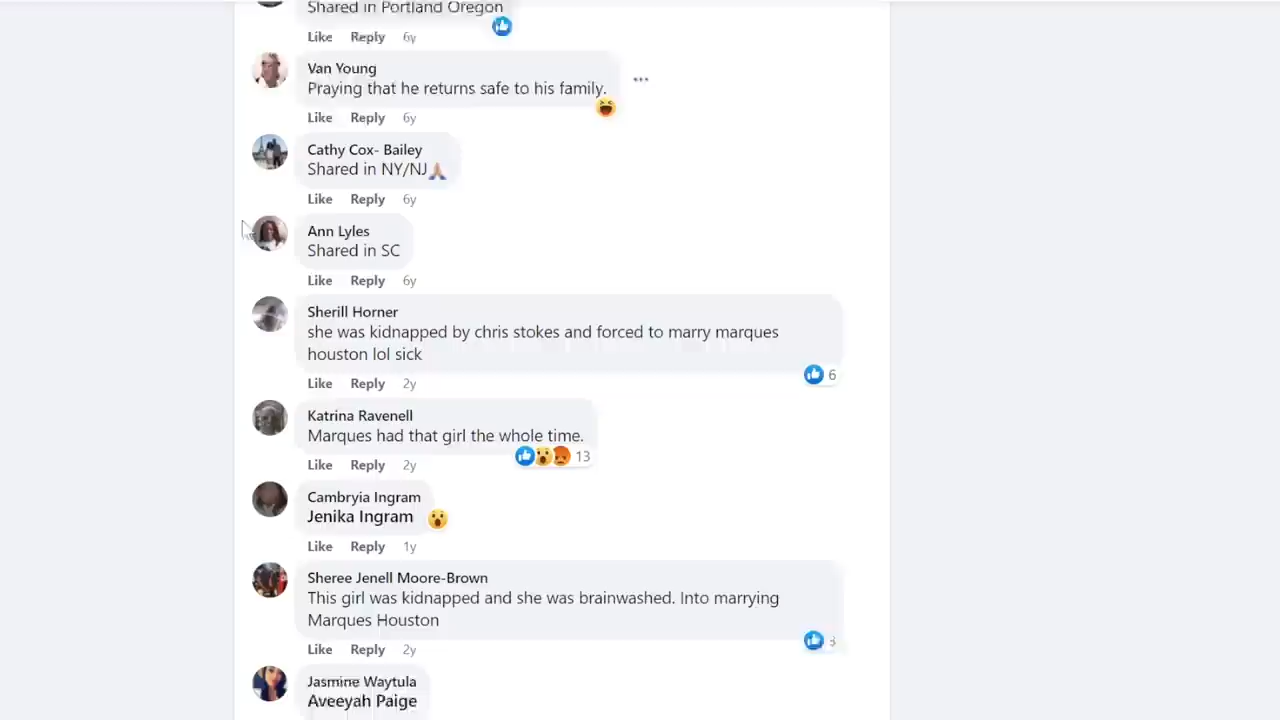 Shared in Portland Oregon
Like Reply 6y
Van Young
Praying that he returns safe to his family.
Like Reply 6y
Cathy Cox- Bailey
Shared in NY/NJ🙏🏽
Like Reply 6y
Ann Lyles
Shared in SC
Like Reply 6y
Sherill Horner
she was kidnapped by chris stokes and forced to marry marques
houston lol sick
6
Like Reply 2y
Katrina Ravenell
Marques had that girl the whole time.
13
Like Reply 2y
Cambryia Ingram
Jenika Ingram
Like Reply 1y
Sheree Jenell Moore-Brown
This girl was kidnapped and she was brainwashed. Into marrying
Marques Houston
3
Like Reply 2y
Jasmine Waytula
Aveeyah Paige